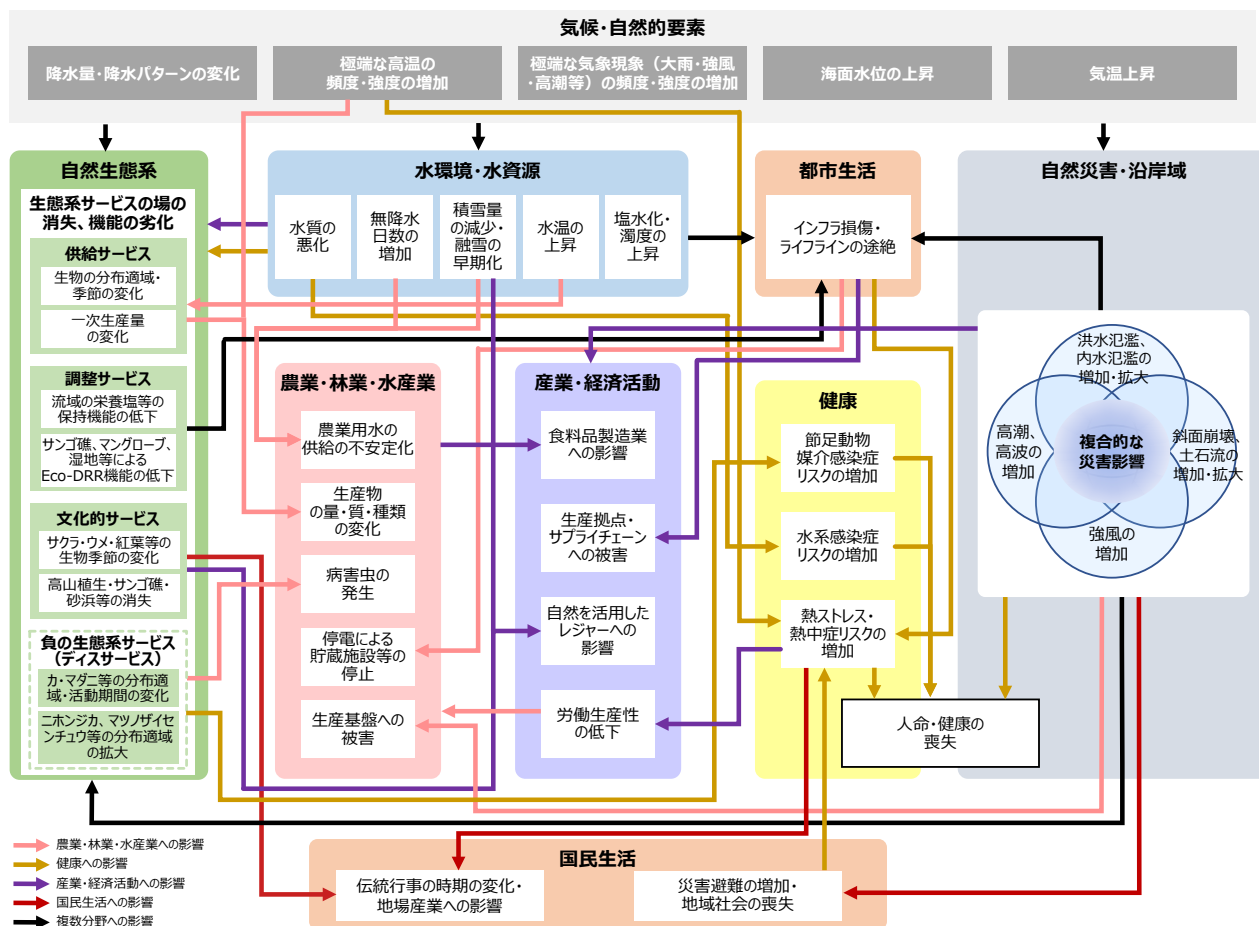 気候・自然的要素
降水量・降水パターンの変化
極端な高温の
頻度・強度の増加
極端な気象現象（大雨・強風
・高潮等）の頻度・強度の増加
海面水位の上昇
気温上昇
自然生態系
生態系サービスの場の
消失、機能の劣化
供給サービス
生物の分布適域・
季節の変化
一次生産量
の変化
調整サービス
流域の栄養塩等の
保持機能の低下
サンゴ礁、マングローブ、
湿地等による
Eco-DRR機能の低下
文化的サービス
サクラ・ウメ・紅葉等の
生物季節の変化
高山植生・サンゴ礁・
砂浜等の消失
負の生態系サービス
（ディスサービス）
カ・マダニ等の分布適
域・活動期間の変化
ニホンジカ、マツノザイセ
ンチュウ等の分布適域
の拡大
水環境・水資源
水質の
悪化
無降水
日数の
増加
積雪量
の減少・
融雪の
早期化
水温の
上昇
塩水化・
濁度の
上昇
都市生活
インフラ損傷・
ライフラインの途絶
自然災害・沿岸域
洪水氾濫、
内水氾濫の
増加・拡大
高潮、
高波の
増加
複合的な
災害影響
斜面崩壊、
土石流の
増加・拡大
強風の
増加
農業・林業・水産業
農業用水の
供給の不安定化
生産物
の量・質・種類
の変化
病害虫の
発生
停電による
貯蔵施設等の
停止
生産基盤への
被害
産業・経済活動
食料品製造業
への影響
生産拠点・
サプライチェーン
への被害
自然を活用した
レジャーへの
影響
労働生産性
の低下
健康
節足動物
媒介感染症
リスクの増加
水系感染症
リスクの増加
熱ストレス・
熱中症リスクの
増加
人命・健康の
喪失
国民生活
伝統行事の時期の変化・
地場産業への影響
災害避難の増加・
地域社会の喪失
農業・林業・水産業への影響
健康への影響
産業・経済活動への影響
国民生活への影響
複数分野への影響